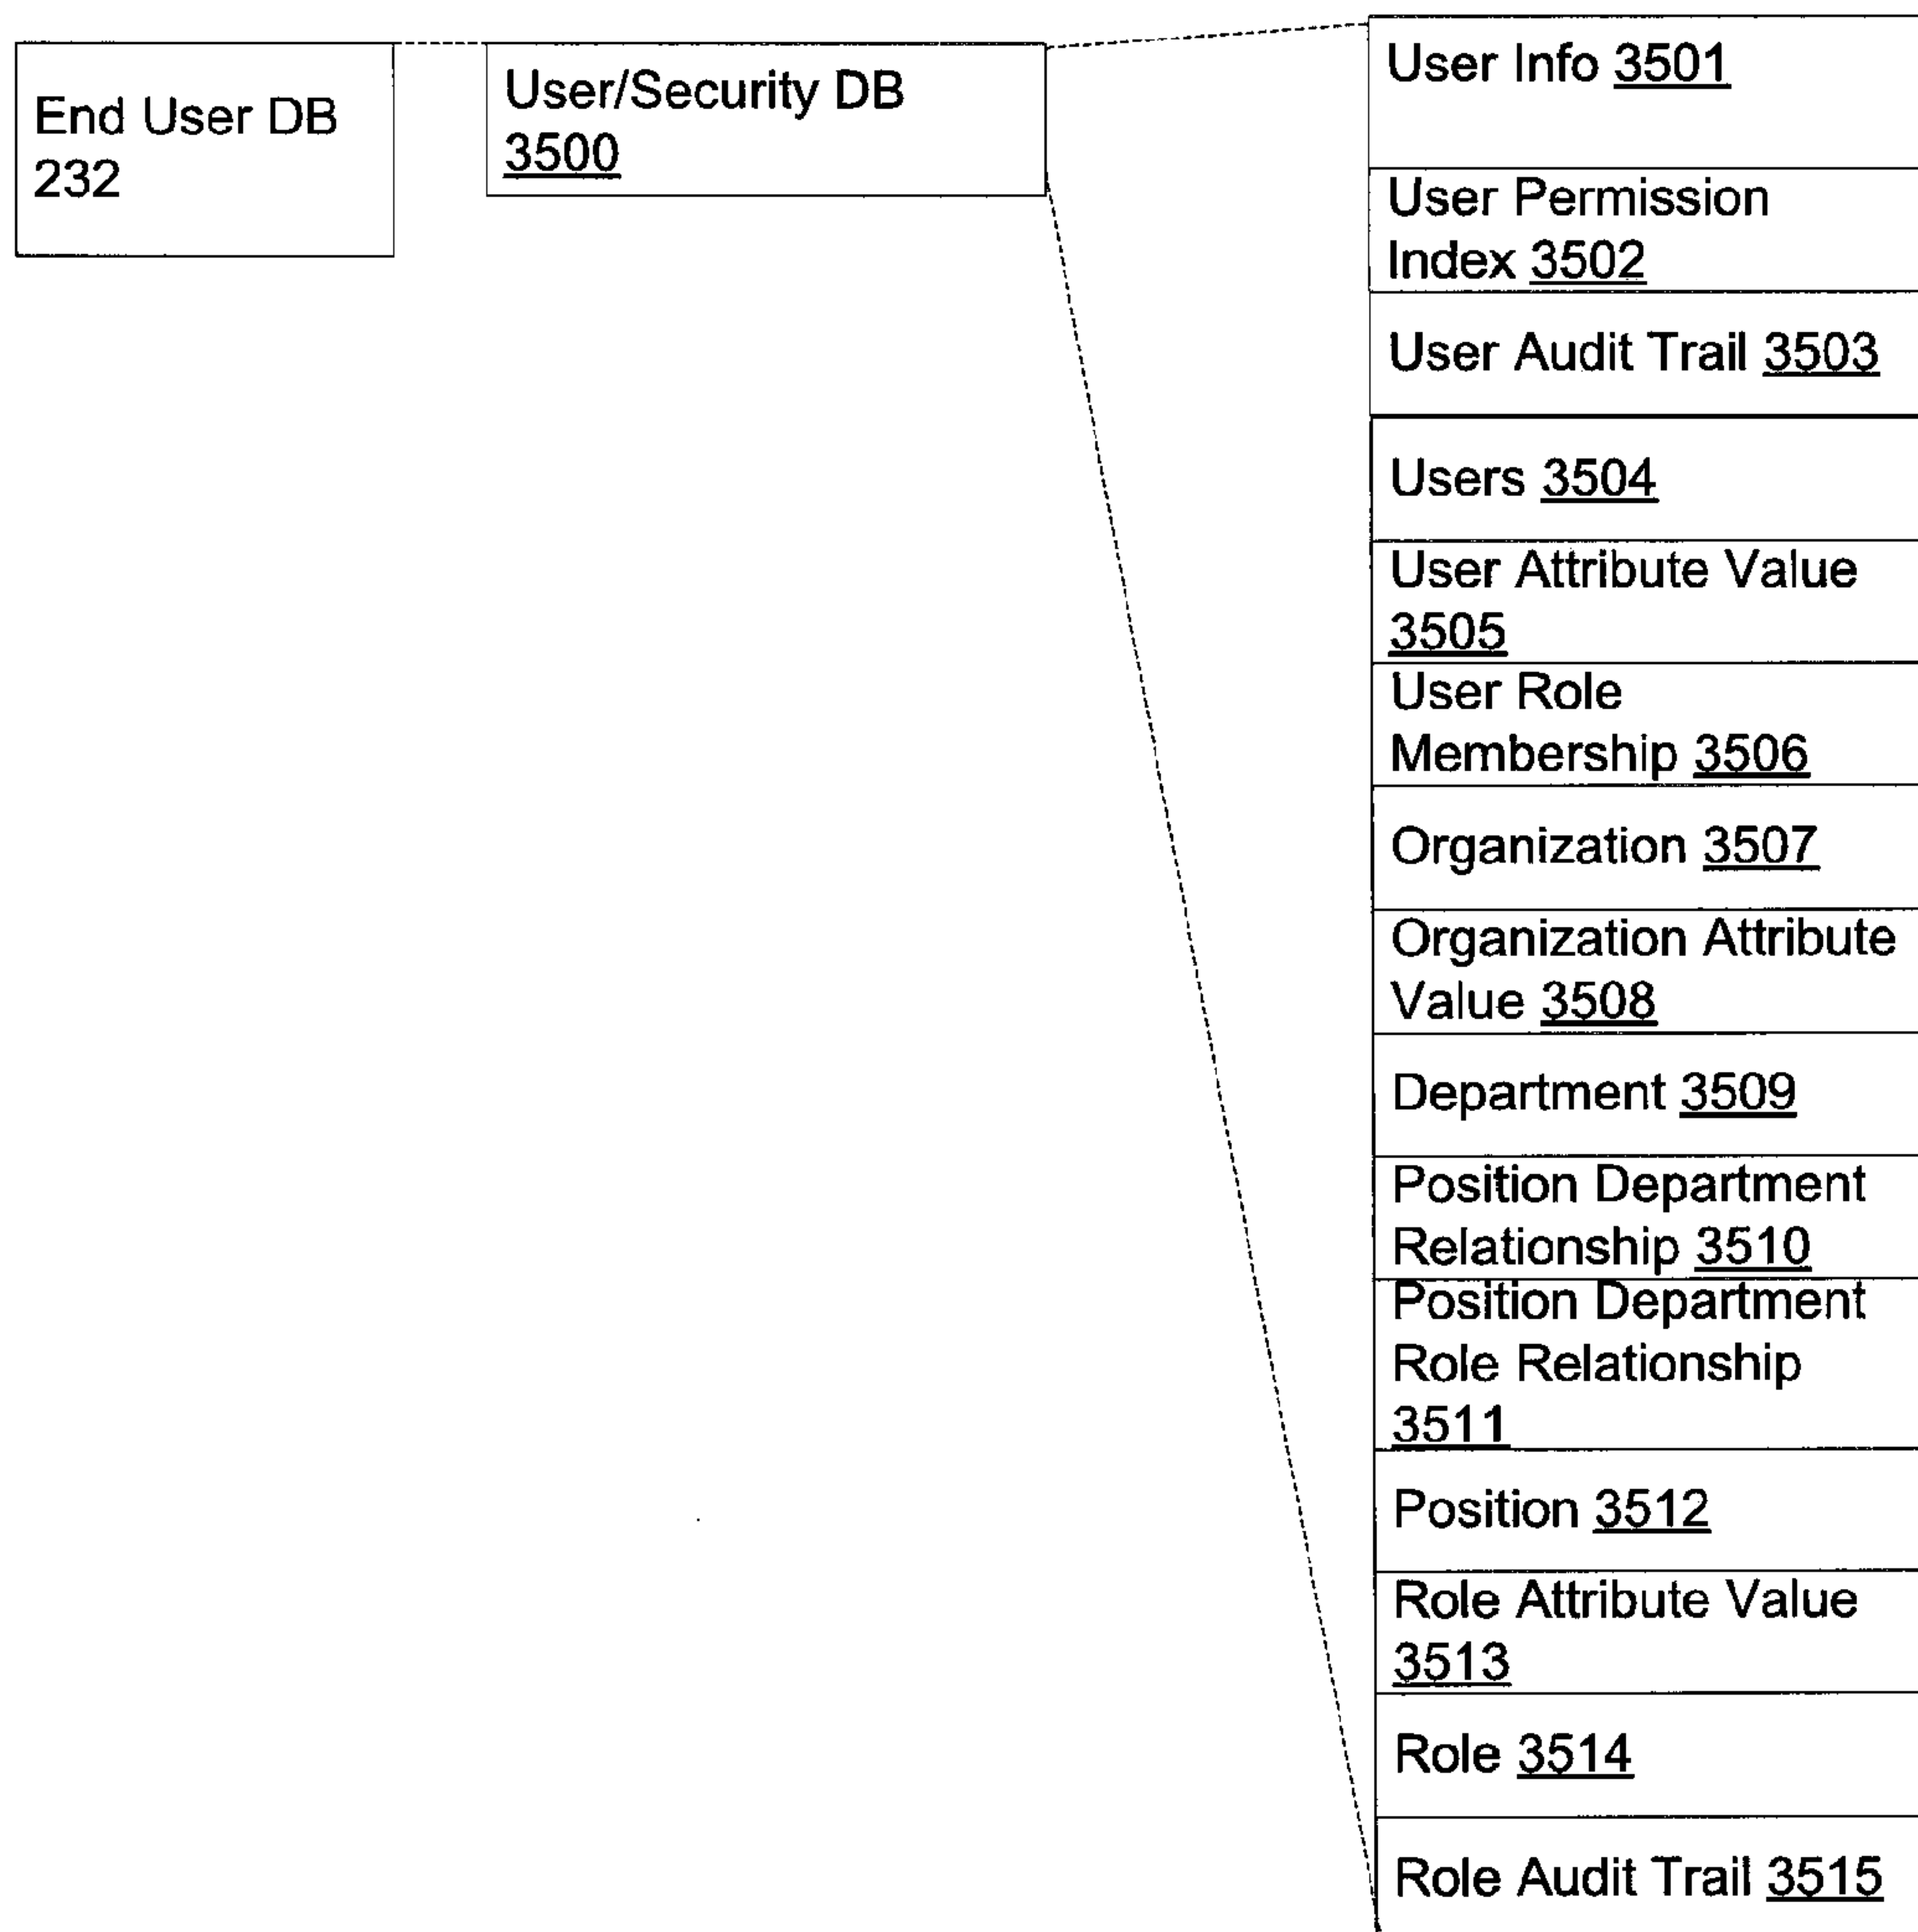 End User DB
232
User/Security DB
3500
User Info 3501
User Permission
Index 3502
User Audit Trail 3503
Users 3504
User Attribute Value
3505
User Role
Membership 3506
Organization 3507
Organization Attribute
Value 3508
Department 3509
Position Department
Relationship 3510
Position Department
Role Relationship
3511
Position 3512
Role Attribute Value
3513
Role 3514
Role Audit Trail 3515